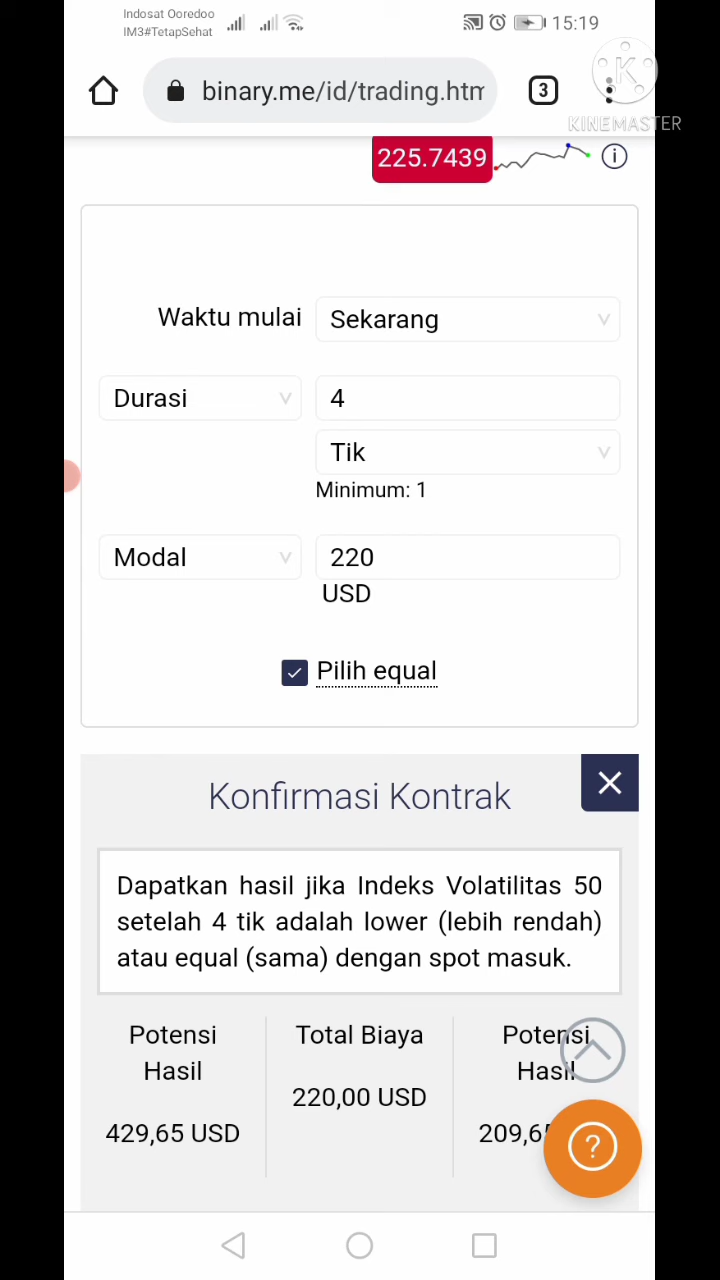 Indosat Ooredoo
IM3#TetapSehat
15:19
binary.me/id/trading.htm
3
K
KINEMASTER
225.7439
Waktu mulai
Sekarang
Durasi
4
Tik
Minimum: 1
Modal
220
USD
Pilih equal
Konfirmasi Kontrak
Dapatkan hasil jika Indeks Volatilitas 50
setelah 4 tik adalah lower (lebih rendah)
atau equal (sama) dengan spot masuk.
Potensi
Hasil
429,65 USD
Total Biaya
220,00 USD
Potensi
Hasil
?